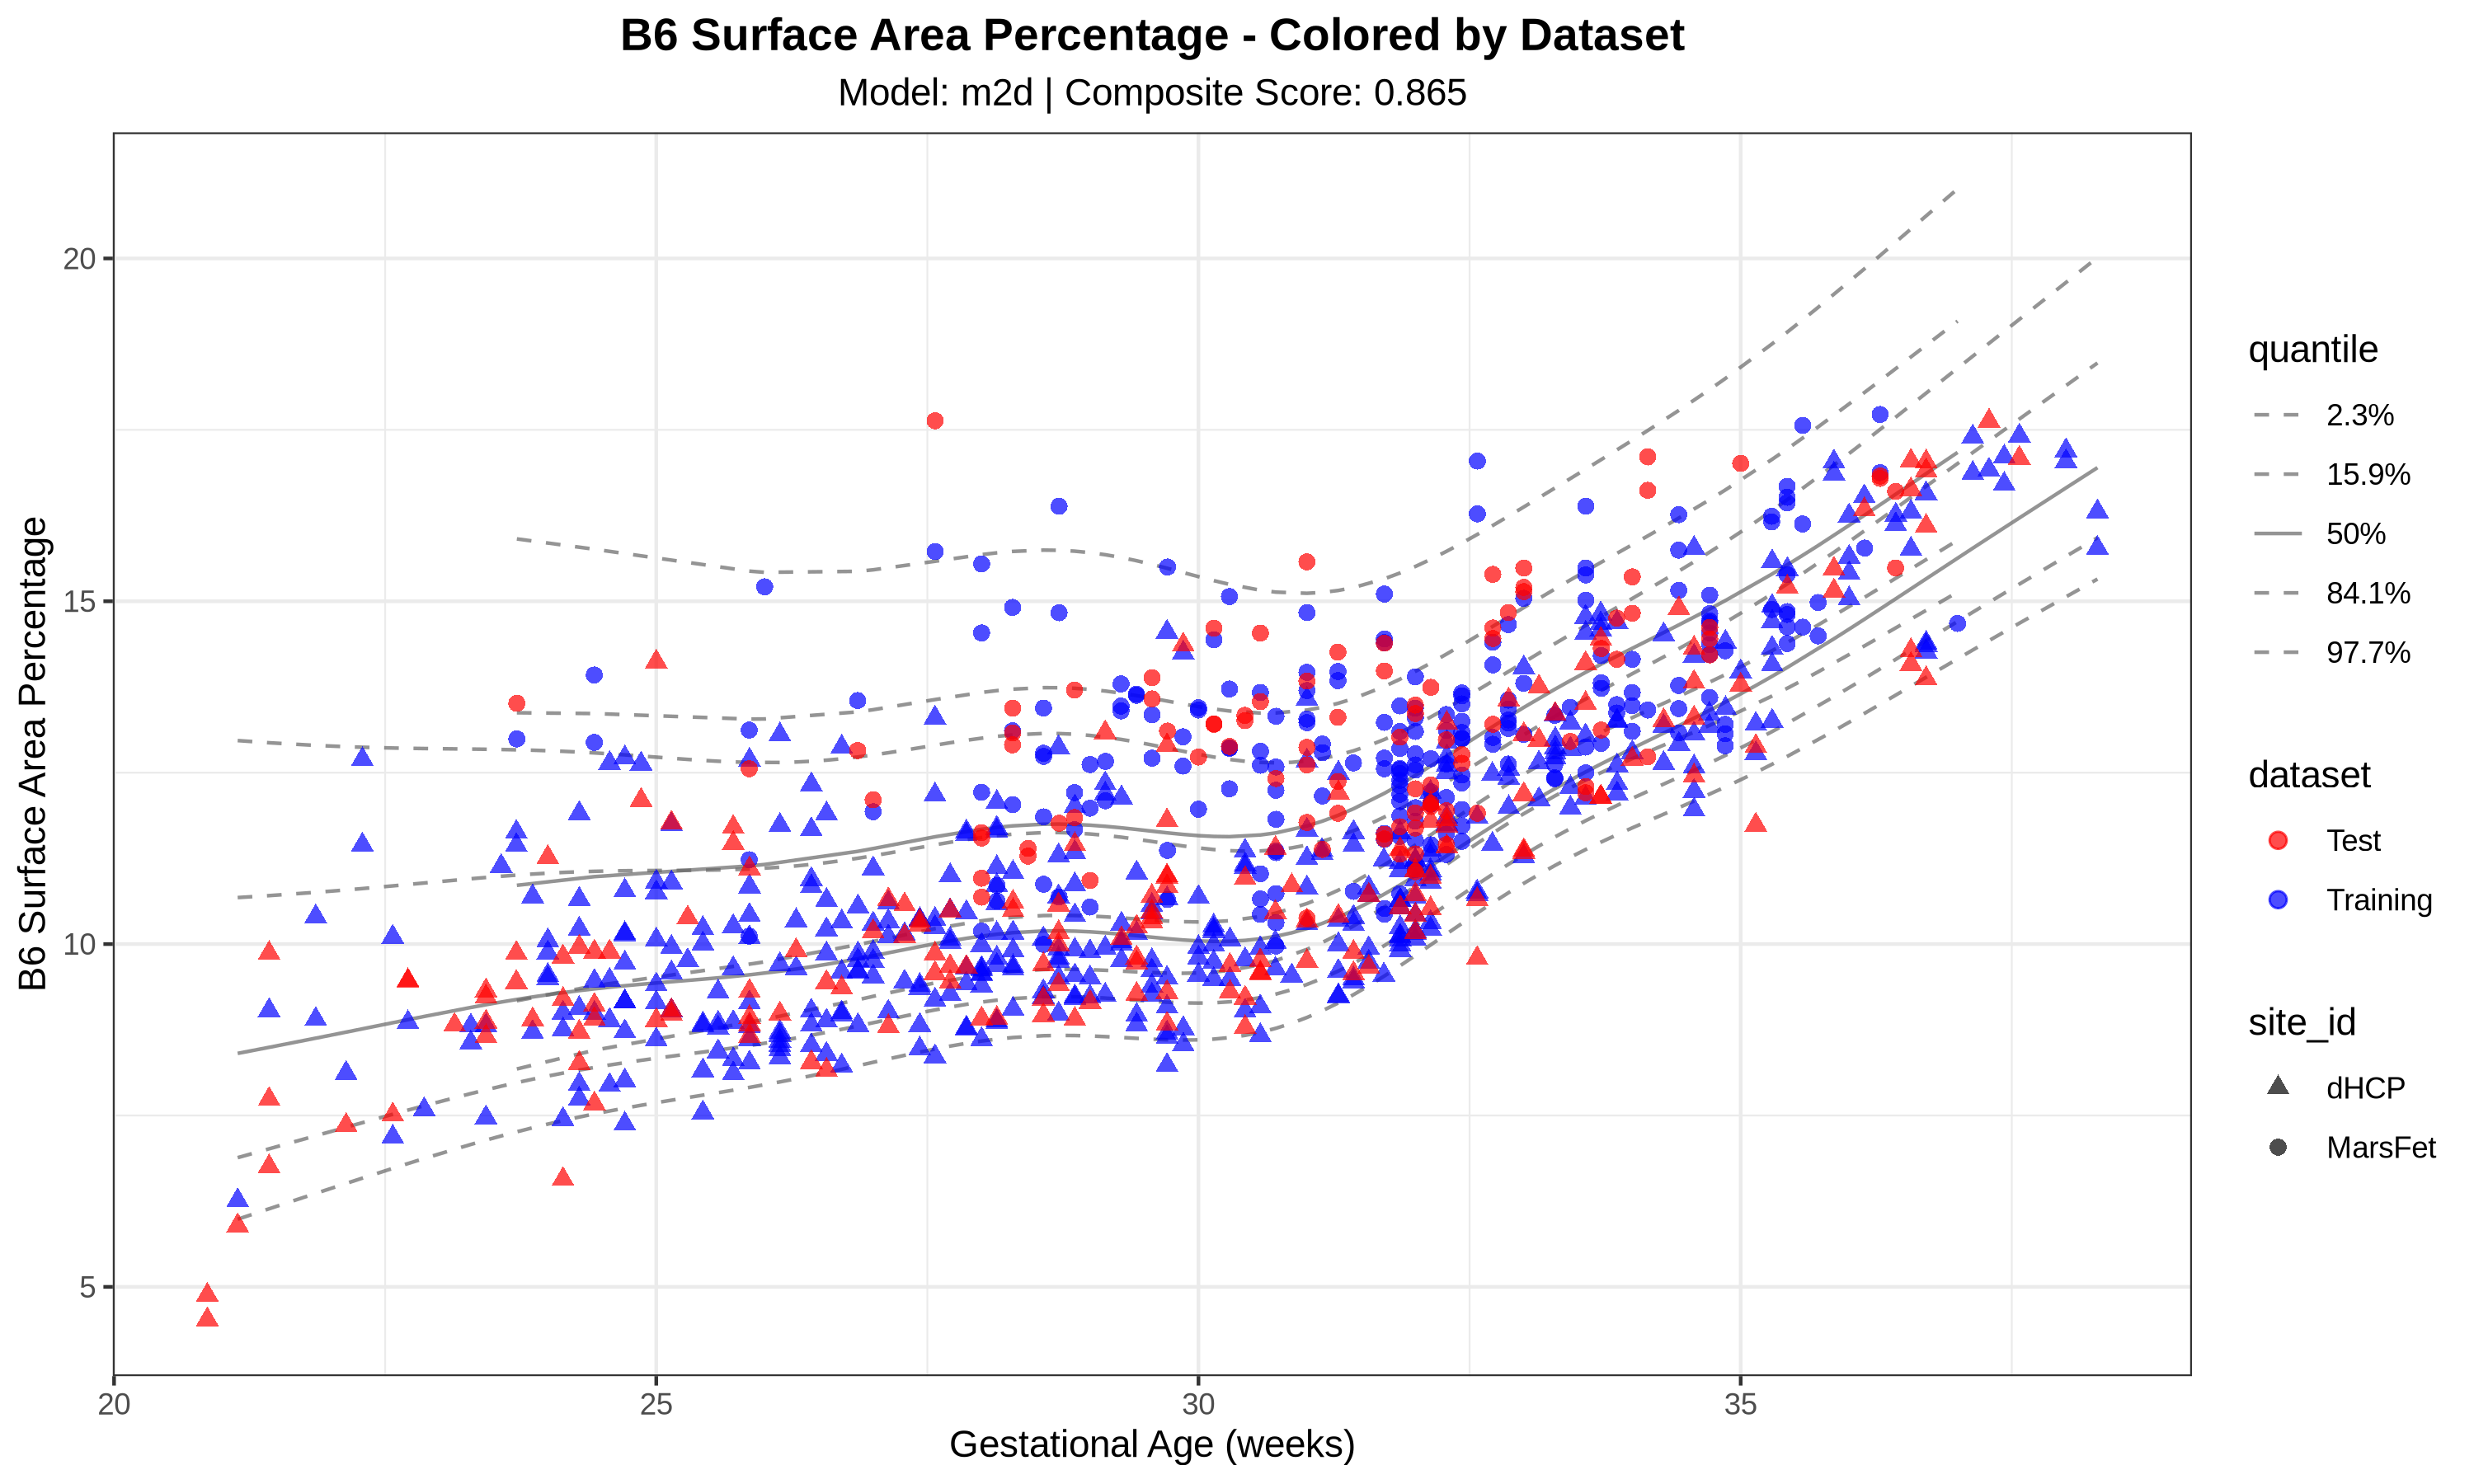 B6 Surface Area Percentage - Colored by Dataset
Model: m2d | Composite Score: 0.865
B6 Surface Area Percentage
20
15
10
5
20
25
30
35
Gestational Age (weeks)
quantile
2.3%
15.9%
50%
84.1%
97.7%
dataset
Test
Training
site_id
dHCP
MarsFet